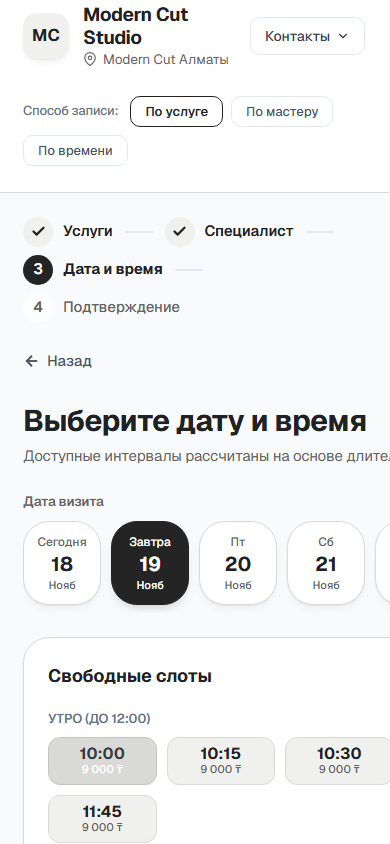 MC
Modern Cut
Studio
Modern Cut Алматы
Контакты
Способ записи:
По услуге
По мастеру
По времени
Услуги
Специалист
3 Дата и время
4 Подтверждение
Назад
Выберите дату и время
Доступные интервалы рассчитаны на основе
Дата визита
Сегодня
18
Нояб
Завтра
19
Нояб
Пт
20
Нояб
Сб
21
Нояб
Свободные слоты
УТРО (ДО 12:00)
10:00
9 000 ₸
10:15
9 000 ₸
10:30
9 000 ₸
11:45
9 000 ₸